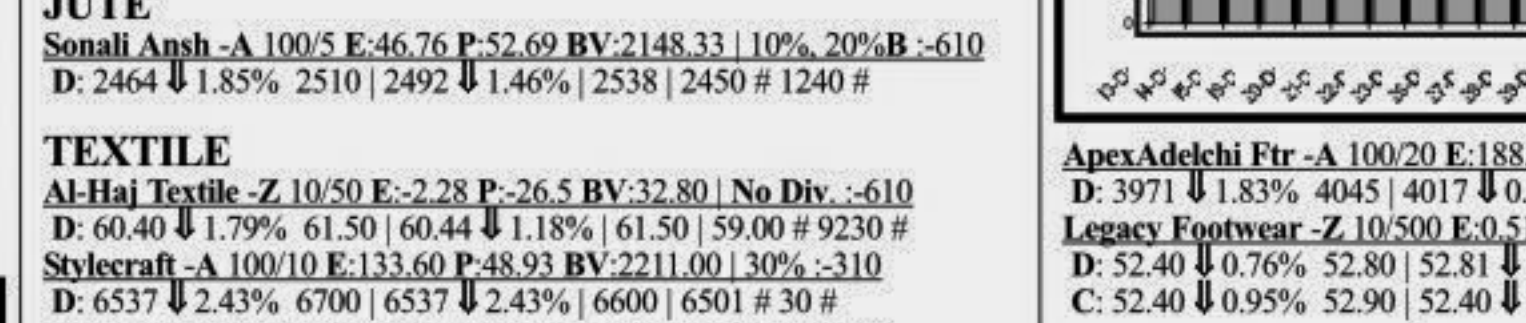 JUTE
Sonali Ansh -A 100/5 E:46.76 P:52.69 BV:2148.33 | 10%, 20%B :-610
D: 2464 ⇓ 1.85% 2510 | 2492 ⇓ 1.46% | 2538 | 2450 # 1240 #
TEXTILE
Al-Haj Textile -Z 10/50 E:-2.28 P:-26.5 BV:32.80 | No Div. :-610
D: 60.40 ⇓ 1.79% 61.50 | 60.44 ⇓ 1.18% | 61.50 | 59.00 # 9230 #
Stylecraft -A 100/10 E:133.60 P:48.93 BV:2211.00 | 30% :-310
D: 6537 ⇓ 2.43% 6700 | 6537 ⇓ 2.43% | 6600 | 6501 # 30 #
0
ApexAdelchi Ftr -A 100/20 E:188.
D: 3971 ⇓ 1.83% 4045 | 4017 ⇓ 0.
Legacy Footwear -Z 10/500 E:0.51
D: 52.40 ⇓ 0.76% 52.80 | 52.81 ⇓
C: 52.40 ⇓ 0.95% 52.90 | 52.40 ⇓